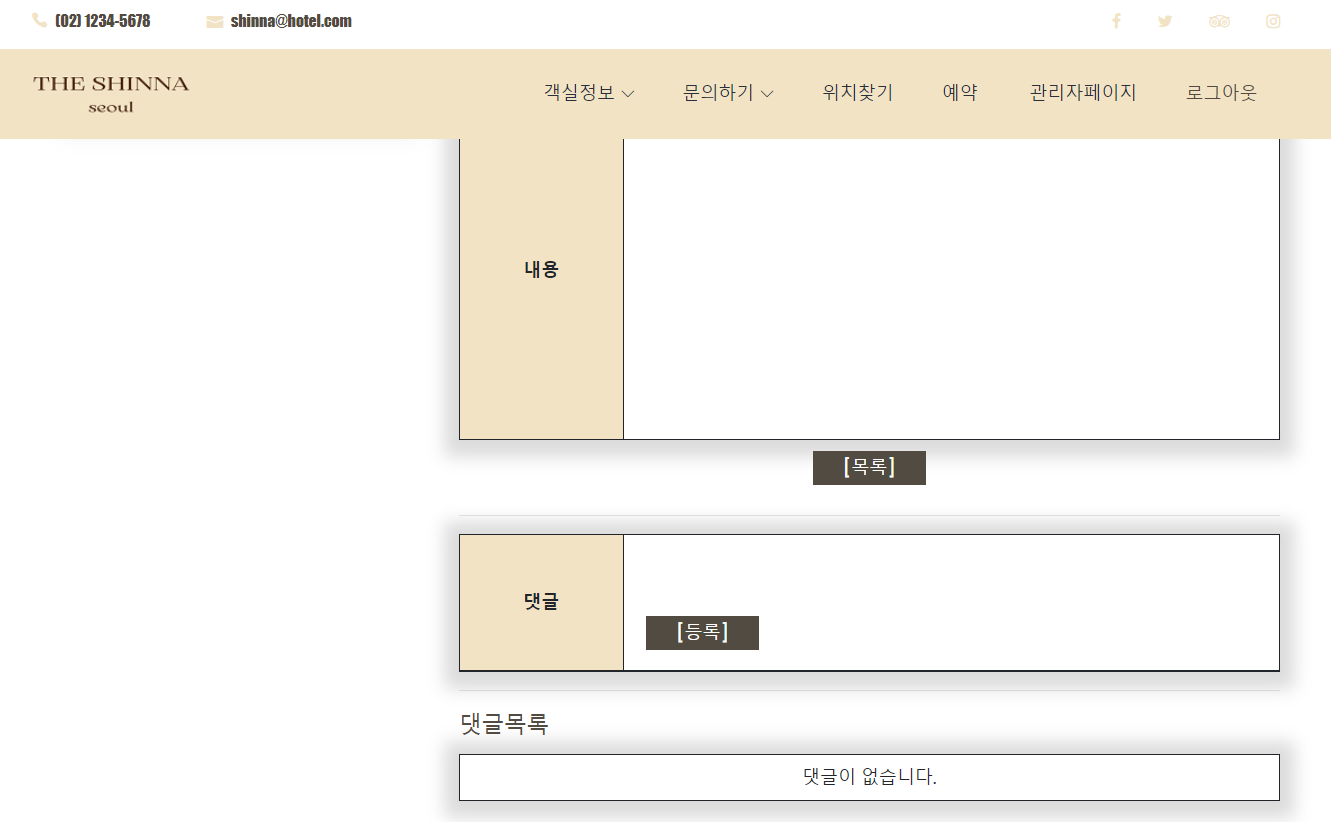 (02) 1234-5678 shinna@hotel.com
THE SHINNA
seoul
객실정보 문의하기 위치찾기 예약 관리자페이지 로그아웃
내용
[목록]
댓글
[등록]
댓글목록
댓글이 없습니다.